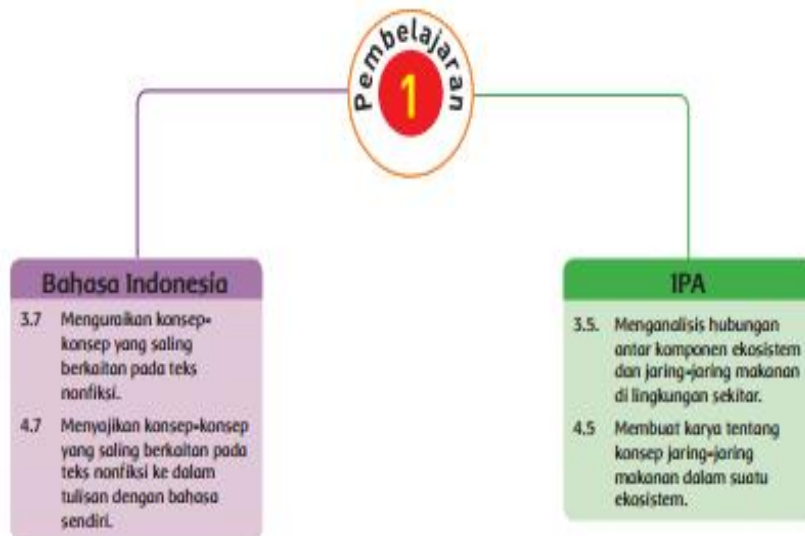 Pembelajaran
1
Bahasa Indonesia
3.7 Menguraikan konsep-
konsep yang saling
berkaitan pada teks
nonfiksi.
4.7 Menyajikan konsep-konsep
yang saling berkaitan pada
teks nonfiksi ke dalam
tulisan dengan bahasa
sendiri.
IPA
3.5. Menganalisis hubungan
antar komponen ekosistem
dan jaring-jaring makanan
di lingkungan sekitar.
4.5 Membuat karya tentang
konsep jaring-jaring
makanan dalam suatu
ekosistem.